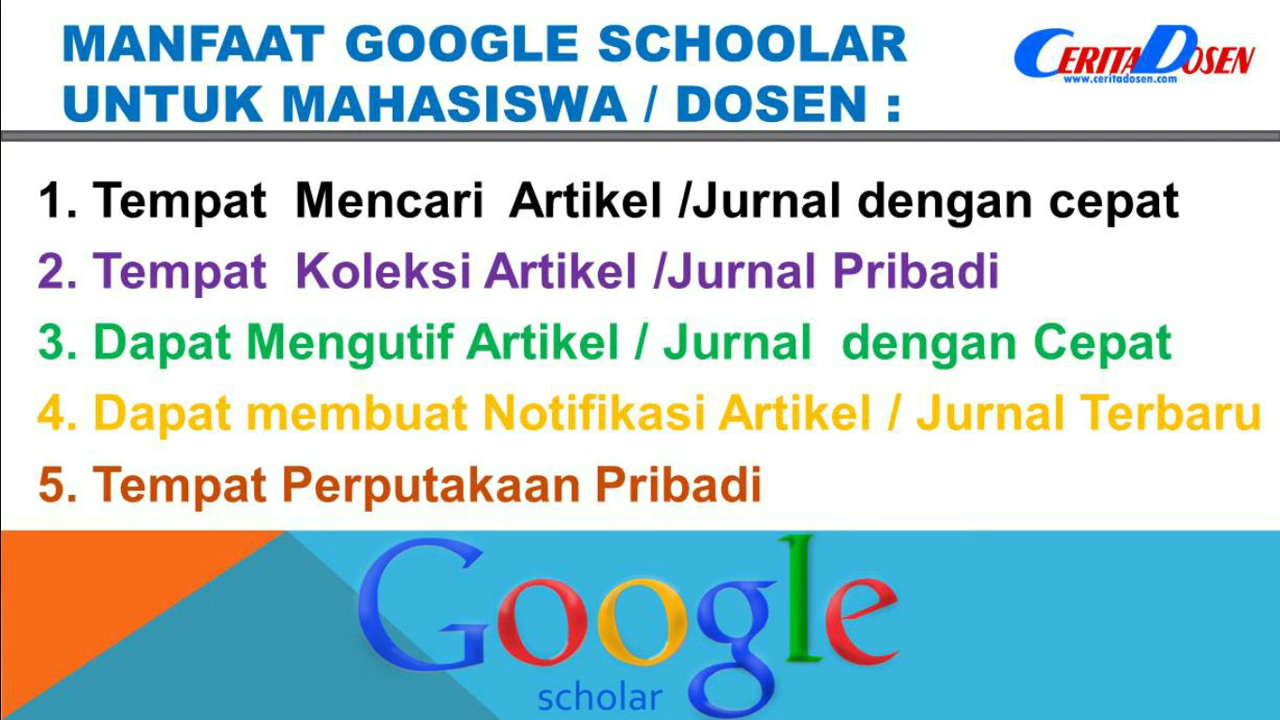 MANFAAT GOOGLE SCHOOLAR
UNTUK MAHASISWA / DOSEN :
CERITADOSEN
www.ceritadosen.com
1. Tempat Mencari Artikel /Jurnal dengan cepat
2. Tempat Koleksi Artikel /Jurnal Pribadi
3. Dapat Mengutif Artikel / Jurnal dengan Cepat
4. Dapat membuat Notifikasi Artikel / Jurnal Terbaru
5. Tempat Perputakaan Pribadi
Google
scholar